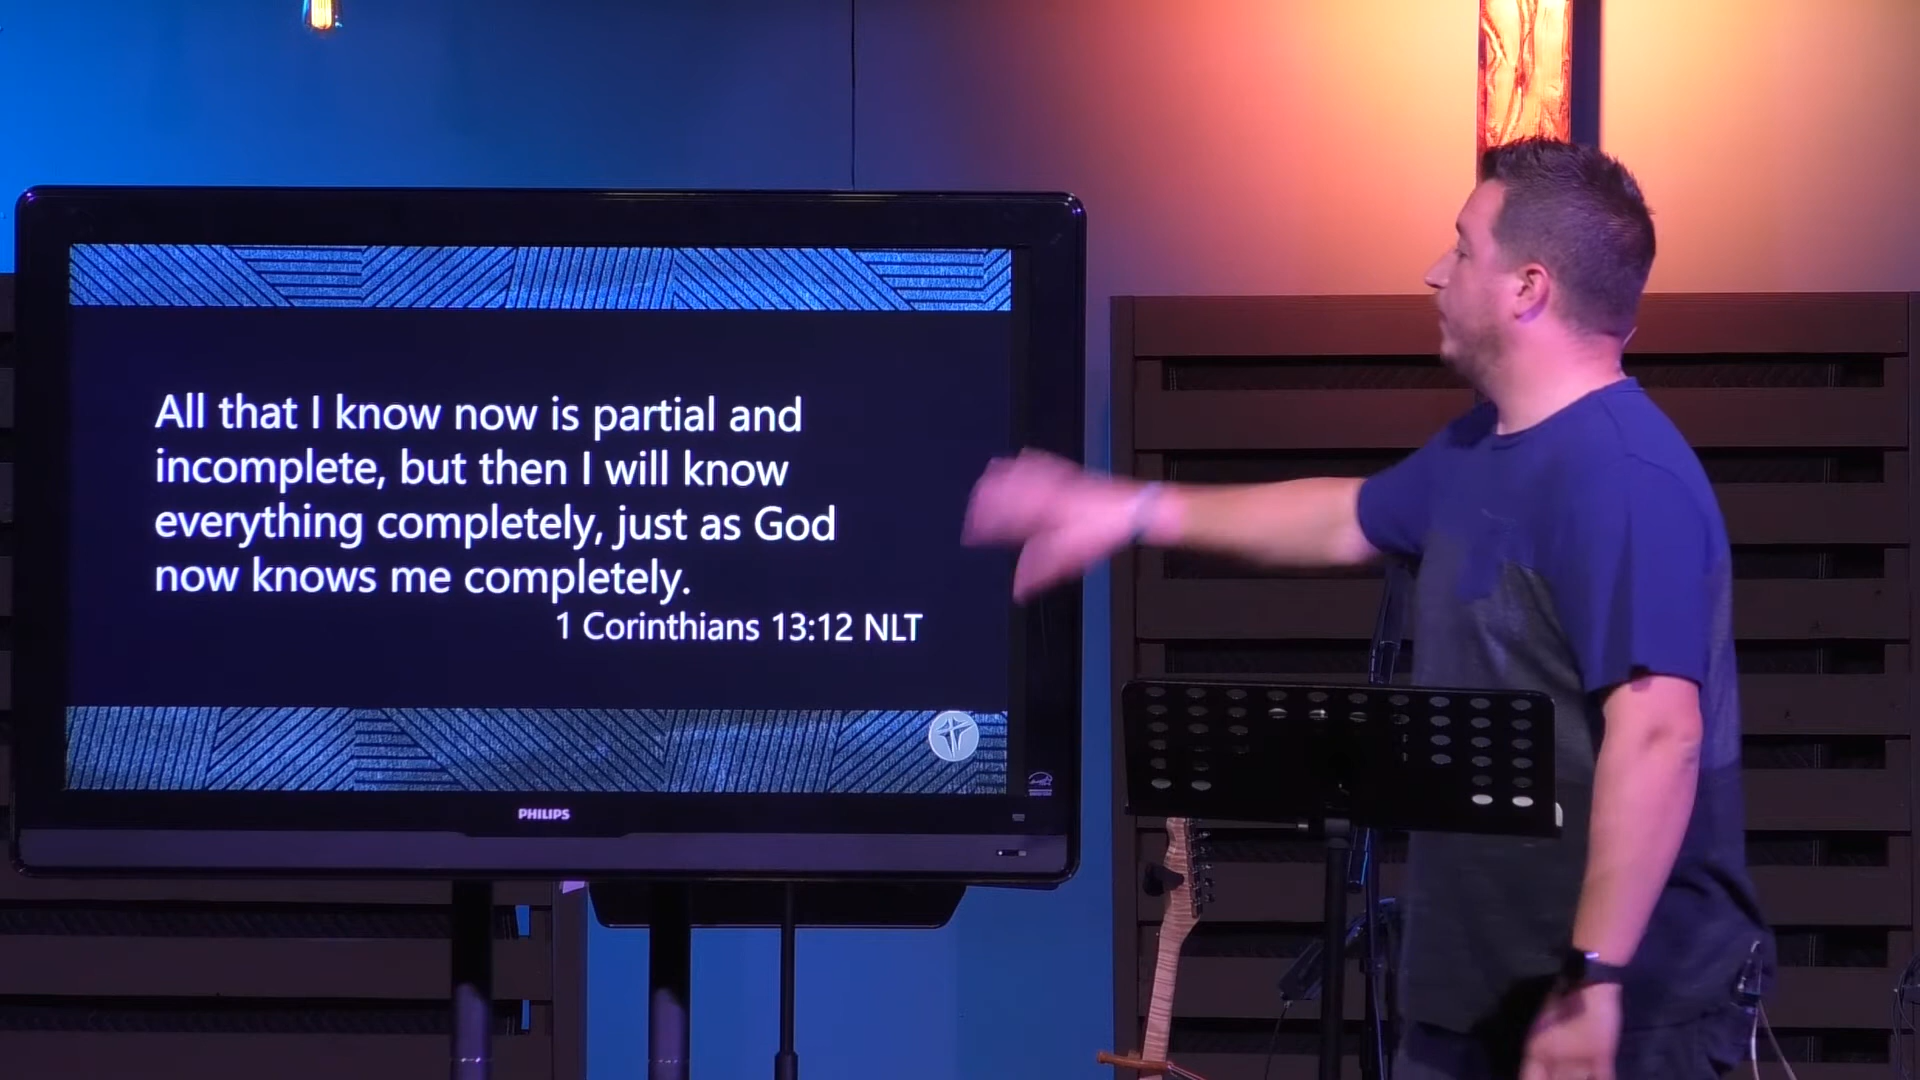 All that I know now is partial and
incomplete, but then I will know
everything completely, just as God
now knows me completely.
1 Corinthians 13:12 NLT
PHILIPS